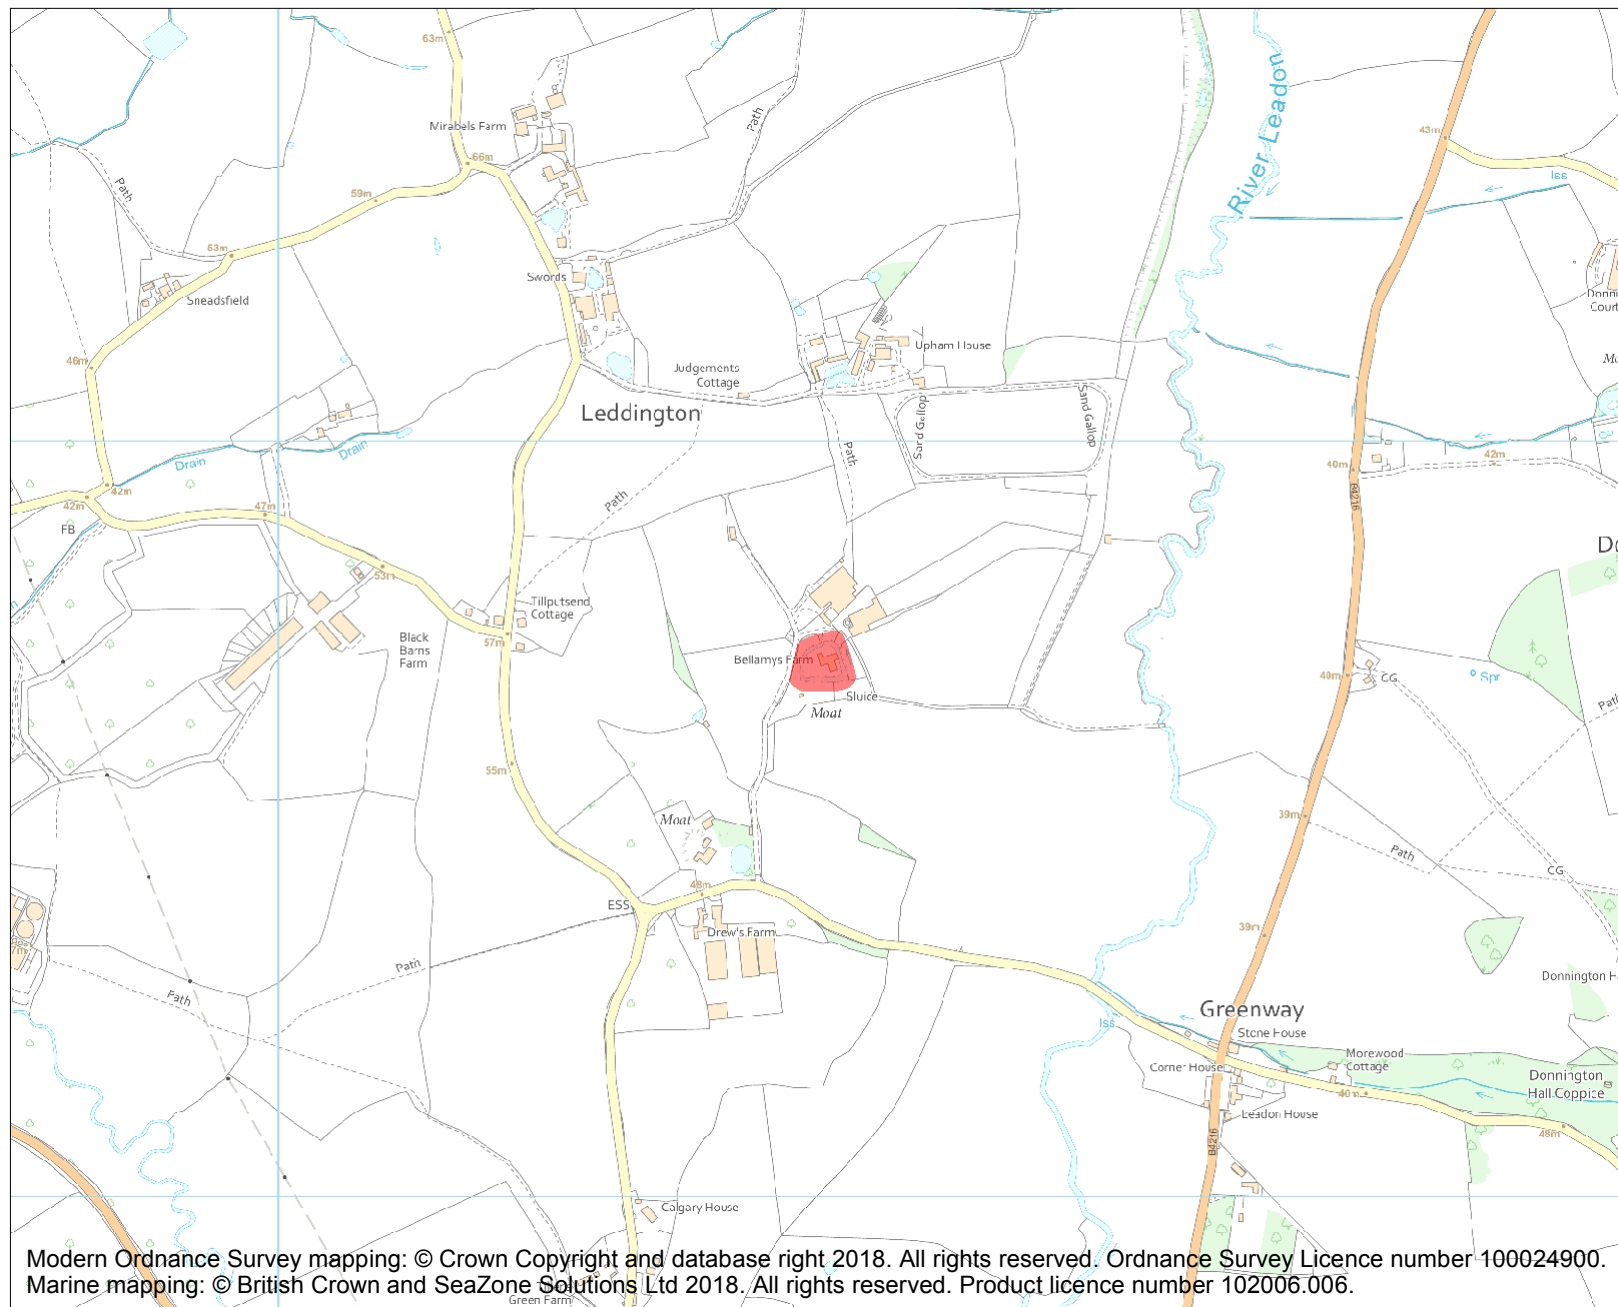 63m
River Leadon
Mirabels Farm
Path
43m
66m
Iss
Path
59m
63m
Swords
Sneadsfield
Upham House
46m
Judgements
Cottage
Leddington
Sand Gallop
Sand Gallop
Path
Drain
Drain
40m
42m
42m
42m
47m
B4216
Path
FB
53m
Tillputsend
Cottage
Black
Barns
Farm
57m
Bellamys Farm
Sluice
Moat
40m
CG
Spr
Path
55m
Moat
39m
Path
CG
48m
ESS
Drew's Farm
39m
Path
Path
Greenway
Iss
Stone House
Morewood
Cottage
Corner House
Donnington
Hall Coppice
40m
Leadon House
48m
B4216
Calgary House
Modern Ordnance Survey mapping: © Crown Copyright and database right 2018. All rights reserved. Ordnance Survey Licence number 100024900.
Marine mapping: © British Crown and SeaZone Solutions Ltd 2018. All rights reserved. Product licence number 102006.006.
Green Farm